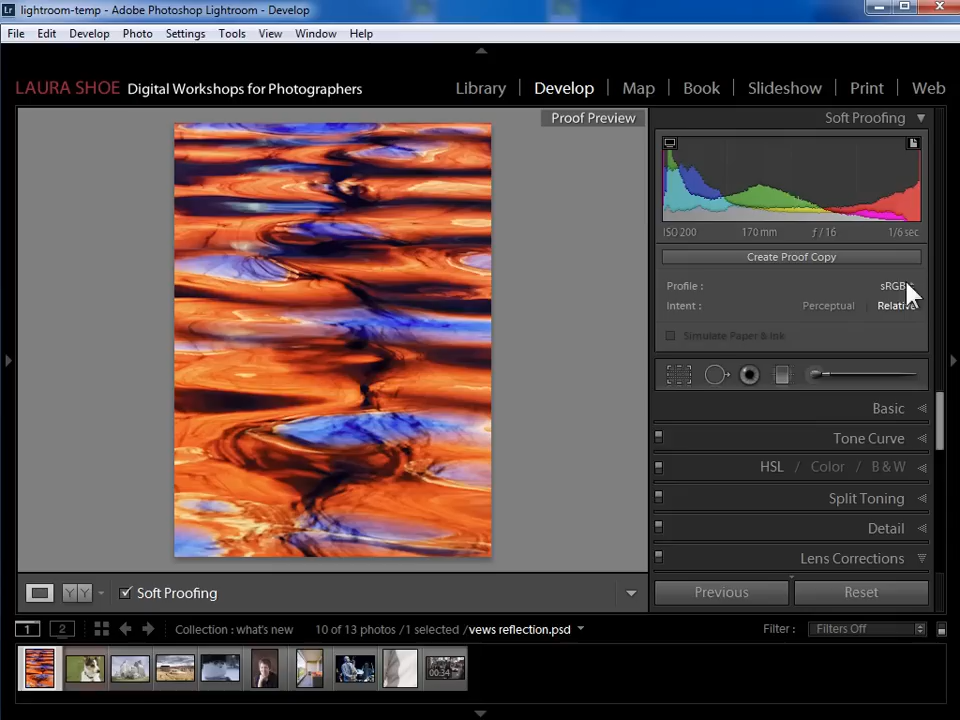 lightroom-temp - Adobe Photoshop Lightroom - Develop
File Edit Develop Photo Settings Tools View Window Help
LAURA SHOE Digital Workshops for Photographers
Library Develop Map Book Slideshow Print Web
Proof Preview
Soft Proofing
ISO 200 170 mm ƒ / 16 1/6 sec
Create Proof Copy
Profile : sRGB
Intent : Perceptual Relative
Simulate Paper & Ink
Basic
Tone Curve
HSL / Color / B & W
Split Toning
Detail
Lens Corrections
Soft Proofing
Previous Reset
1 2 Collection : what's new 10 of 13 photos /1 selected /vews reflection.psd Filter : Filters Off
00:34